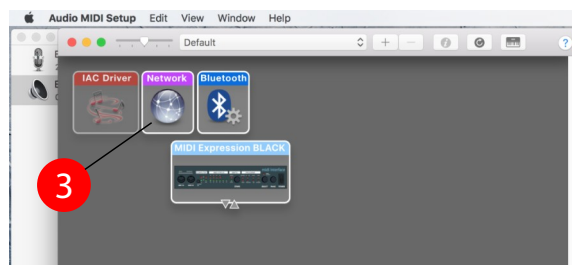 Audio MIDI Setup Edit View Window Help
Default
?
IAC Driver Network Bluetooth
MIDI Expression BLACK
3